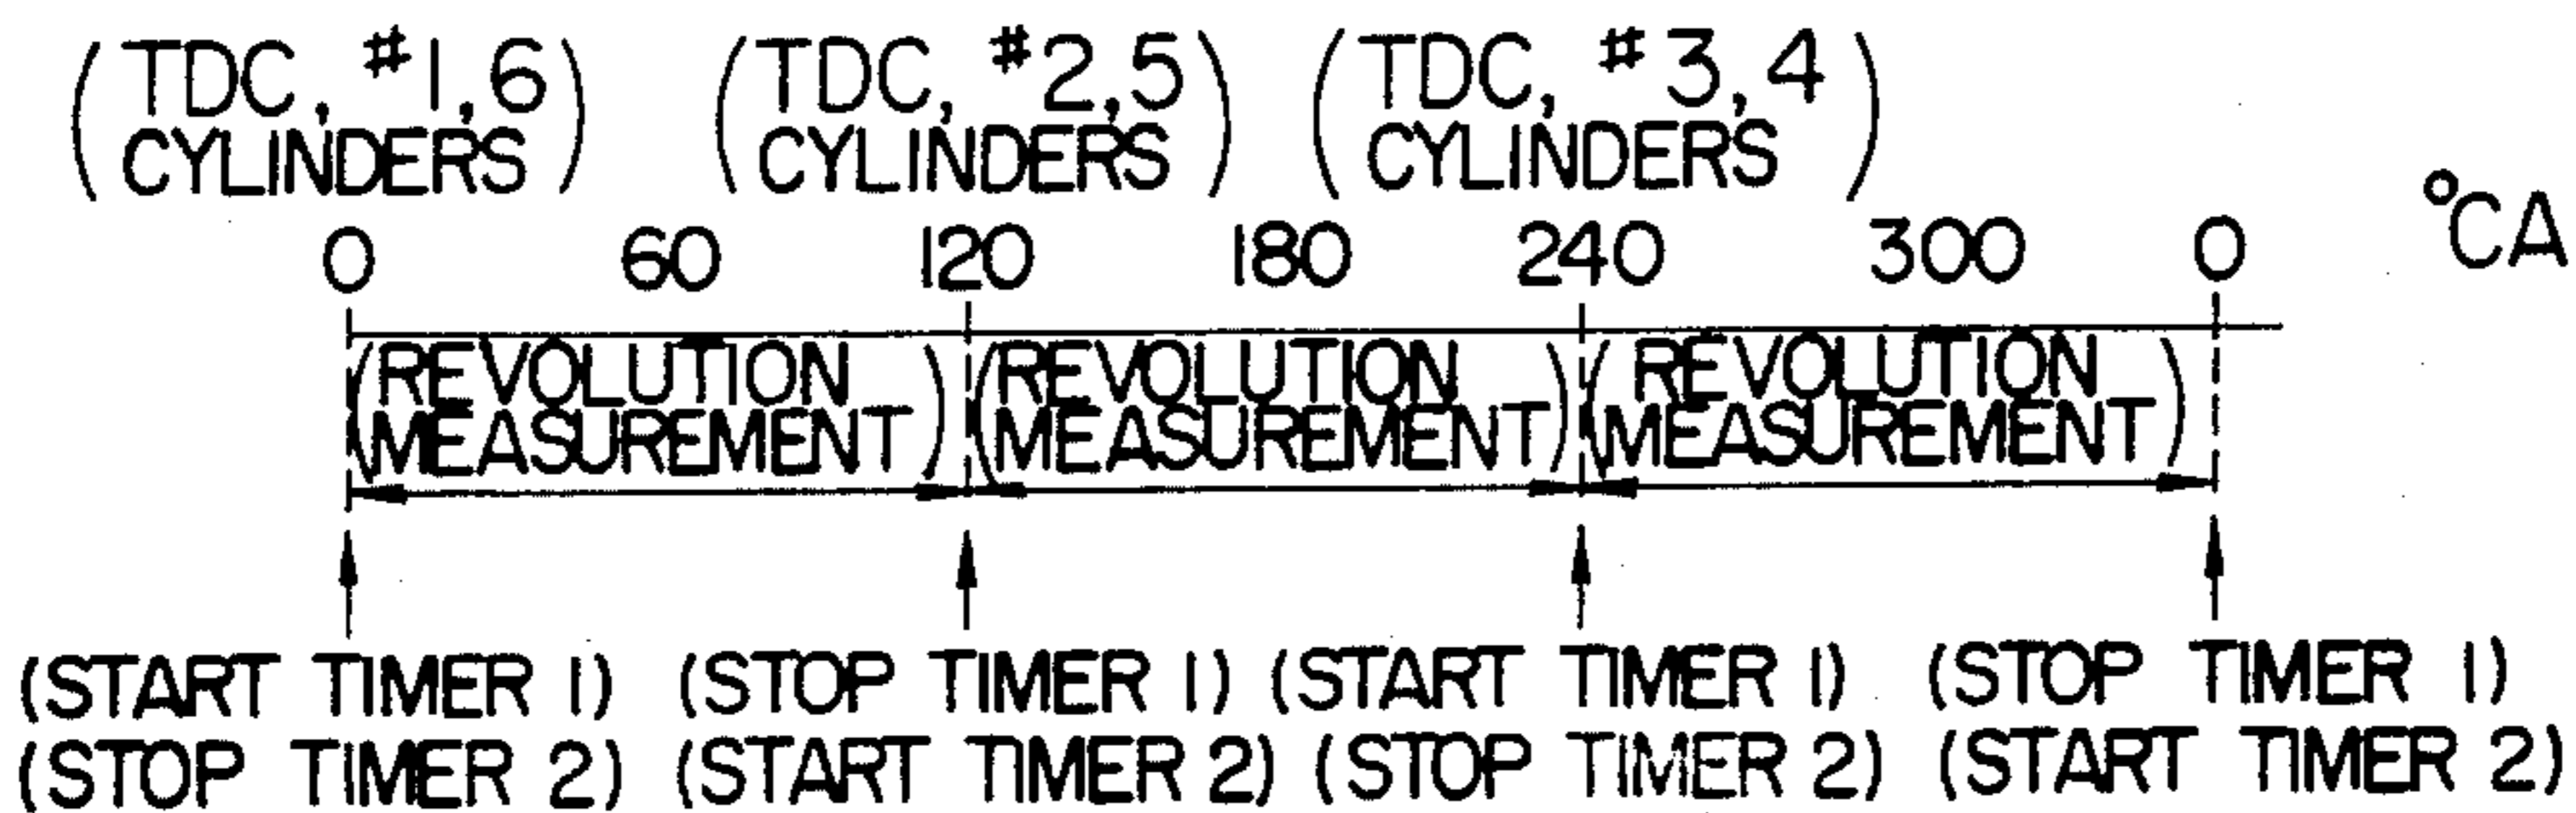 (TDC, #1,6 CYLINDERS) (TDC, #2,5 CYLINDERS) (TDC, #3,4 CYLINDERS)
0 60 120 180 240 300 0 °CA
(REVOLUTION MEASUREMENT) (REVOLUTION MEASUREMENT) (REVOLUTION MEASUREMENT)
(START TIMER 1) (STOP TIMER 1) (START TIMER 1) (STOP TIMER 1)
(STOP TIMER 2) (START TIMER 2) (STOP TIMER 2) (START TIMER 2)